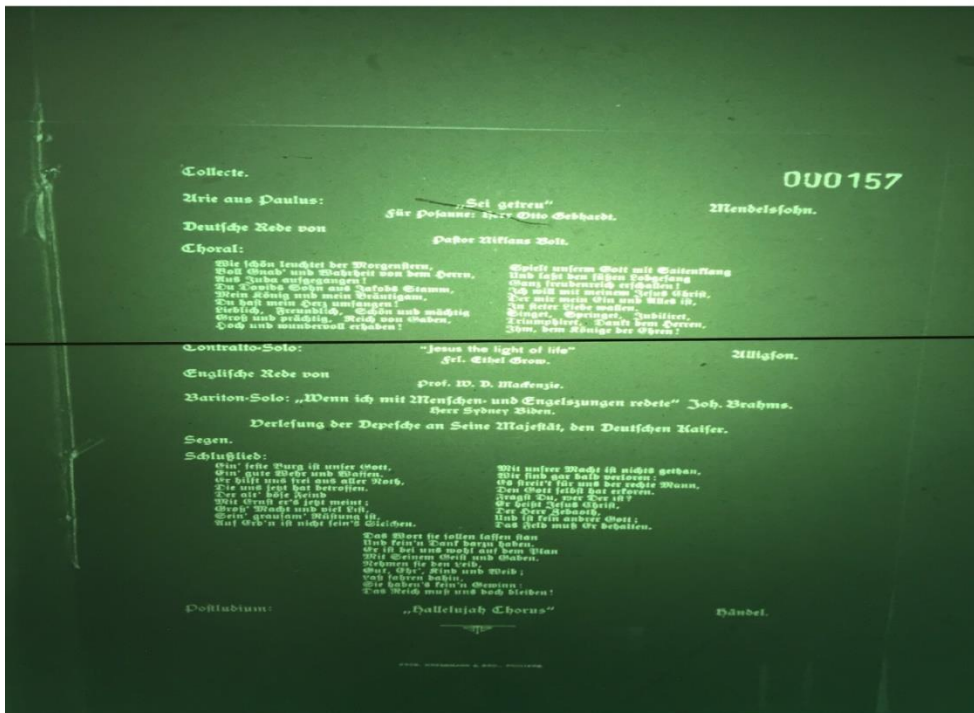 000157
Collecte.
Arie aus Paulus: „Sei getreu“ Mendelsohn.
Für Posaune: Herr Otto Gebhardt.
Deutsche Rede von
Pastor Niklaus Bolt.
Choral:
Wie schön leuchtet der Morgenstern,
Voll Gnad' und Wahrheit von dem Herrn,
Aus Juda aufgegangen!
Du Davids Sohn aus Jakobs Stamm,
Mein König und mein Bräutigam,
Du hast mein Herz umfangen!
Lieblich, Freundlich, Schön und mächtig
Groß und prächtig, Reich von Gaben,
Hoch und wundervoll erhaben!
Spielt unserm Gott mit Saitenklang
Und laßt den süßen Lobgesang
Ganz freudenreich erschallen!
Ich will mit meinem Jesus Christ,
Der mir mein Ein und Alles ist,
In steter Liebe wallen.
Singet, Springet, Jubiliret,
Triumphiret, Dankt dem Herren,
Ihm, dem Könige der Ehren!
Contralto-Solo: "Jesus the light of life" Alligson.
Frl. Ethel Grow.
Englische Rede von
Prof. W. D. Mackenzie.
Bariton-Solo: „Wenn ich mit Menschen- und Engelszungen redete“ Joh. Brahms.
Herr Sydney Biden.
Verlesung der Depesche an Seine Majestät, den Deutschen Kaiser.
Segen.
Schlußlied:
Ein' feste Burg ist unser Gott,
Ein' gute Wehr und Waffen.
Er hilft uns frei aus aller Noth,
Die uns jetzt hat betroffen.
Der alt' böse Feind
Mit Ernst er's jetzt meint;
Groß' Macht und viel List,
Sein' grausam' Rüstung ist,
Auf Erd'n ist nicht sein's Gleichen.
Mit unsrer Macht ist nichts gethan,
Wir sind gar bald verloren:
Es streit't für uns der rechte Mann,
Den Gott selbst hat erkoren.
Fragst Du, wer Der ist?
Er heißt Jesus Christ,
Der Herr Zebaoth,
Und ist kein andrer Gott;
Das Feld muß Er behalten.
Das Wort sie sollen lassen stan
Und kein'n Dank darzu haben.
Er ist bei uns wohl auf dem Plan
Mit Seinem Geist und Gaben.
Nehmen sie den Leib,
Gut, Ehr', Kind und Weib;
Laß fahren dahin,
Sie haben's kein'n Gewinn:
Das Reich muß uns doch bleiben!
Postludium: „Hallelujah Chorus“ Händel.